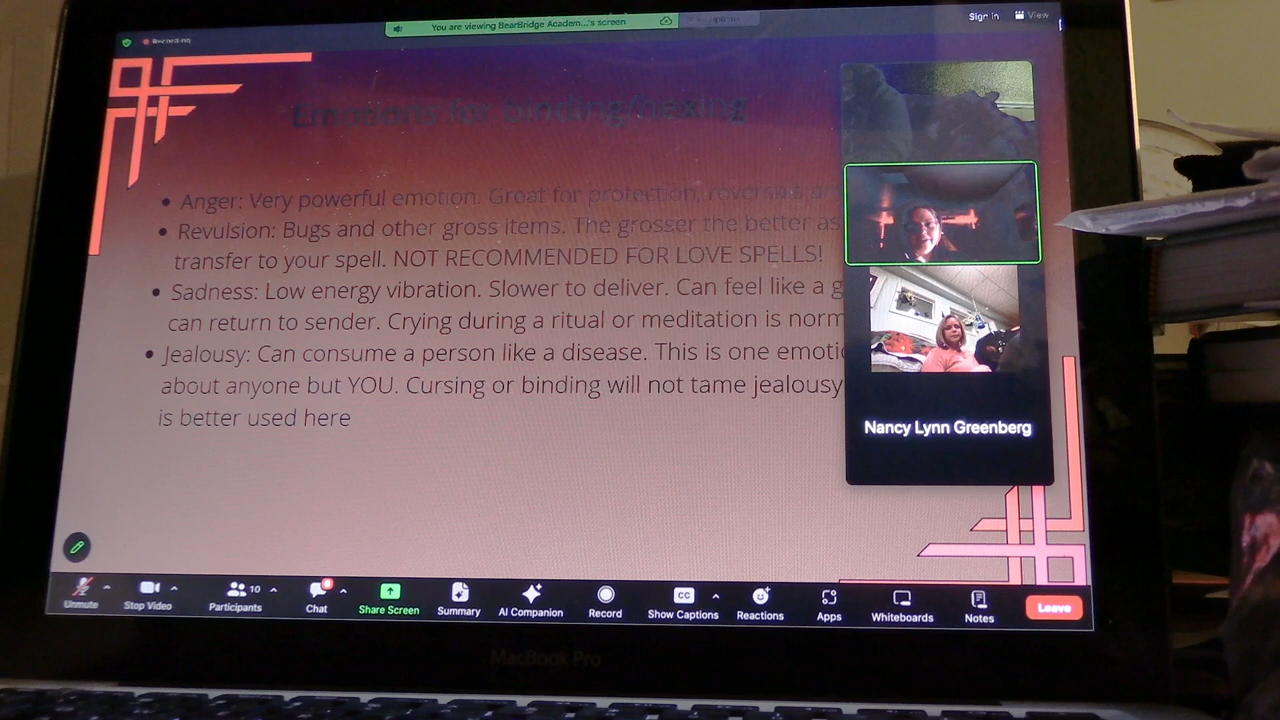 You are viewing BearBridge Academ...'s screen
Sign in
View
Recording
Emotions for binding/hexing
• Anger: Very powerful emotion. Great for protection, reversals
• Revulsion: Bugs and other gross items. The grosser the better as
transfer to your spell. NOT RECOMMENDED FOR LOVE SPELLS!
• Sadness: Low energy vibration. Slower to deliver. Can feel like a g
can return to sender. Crying during a ritual or meditation is norm
• Jealousy: Can consume a person like a disease. This is one emotio
about anyone but YOU. Cursing or binding will not tame jealousy
is better used here
Nancy Lynn Greenberg
Unmute
Stop Video
Participants
10
Chat
Share Screen
Summary
AI Companion
Record
CC
Show Captions
Reactions
Apps
Whiteboards
Notes
Leave
MacBook Pro